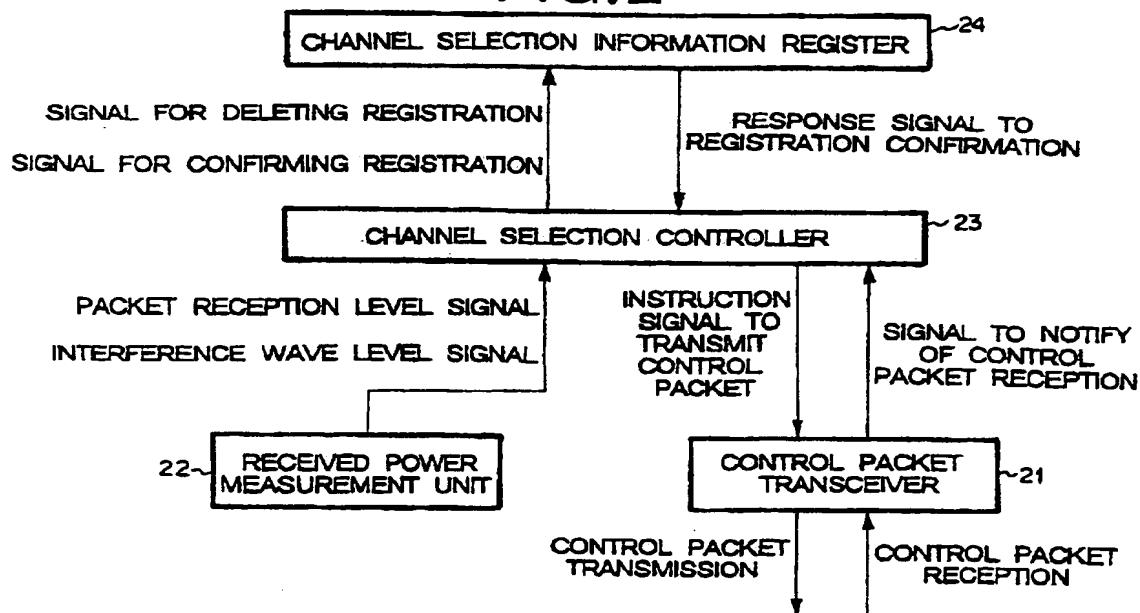 CHANNEL SELECTION INFORMATION REGISTER
24
SIGNAL FOR DELETING REGISTRATION
SIGNAL FOR CONFIRMING REGISTRATION
RESPONSE SIGNAL TO
REGISTRATION CONFIRMATION
CHANNEL SELECTION CONTROLLER
23
PACKET RECEPTION LEVEL SIGNAL
INTERFERENCE WAVE LEVEL SIGNAL
INSTRUCTION
SIGNAL TO
TRANSMIT
CONTROL
PACKET
SIGNAL TO NOTIFY
OF CONTROL
PACKET RECEPTION
22
RECEIVED POWER
MEASUREMENT UNIT
CONTROL PACKET
TRANSCEIVER
21
CONTROL PACKET
TRANSMISSION
CONTROL PACKET
RECEPTION